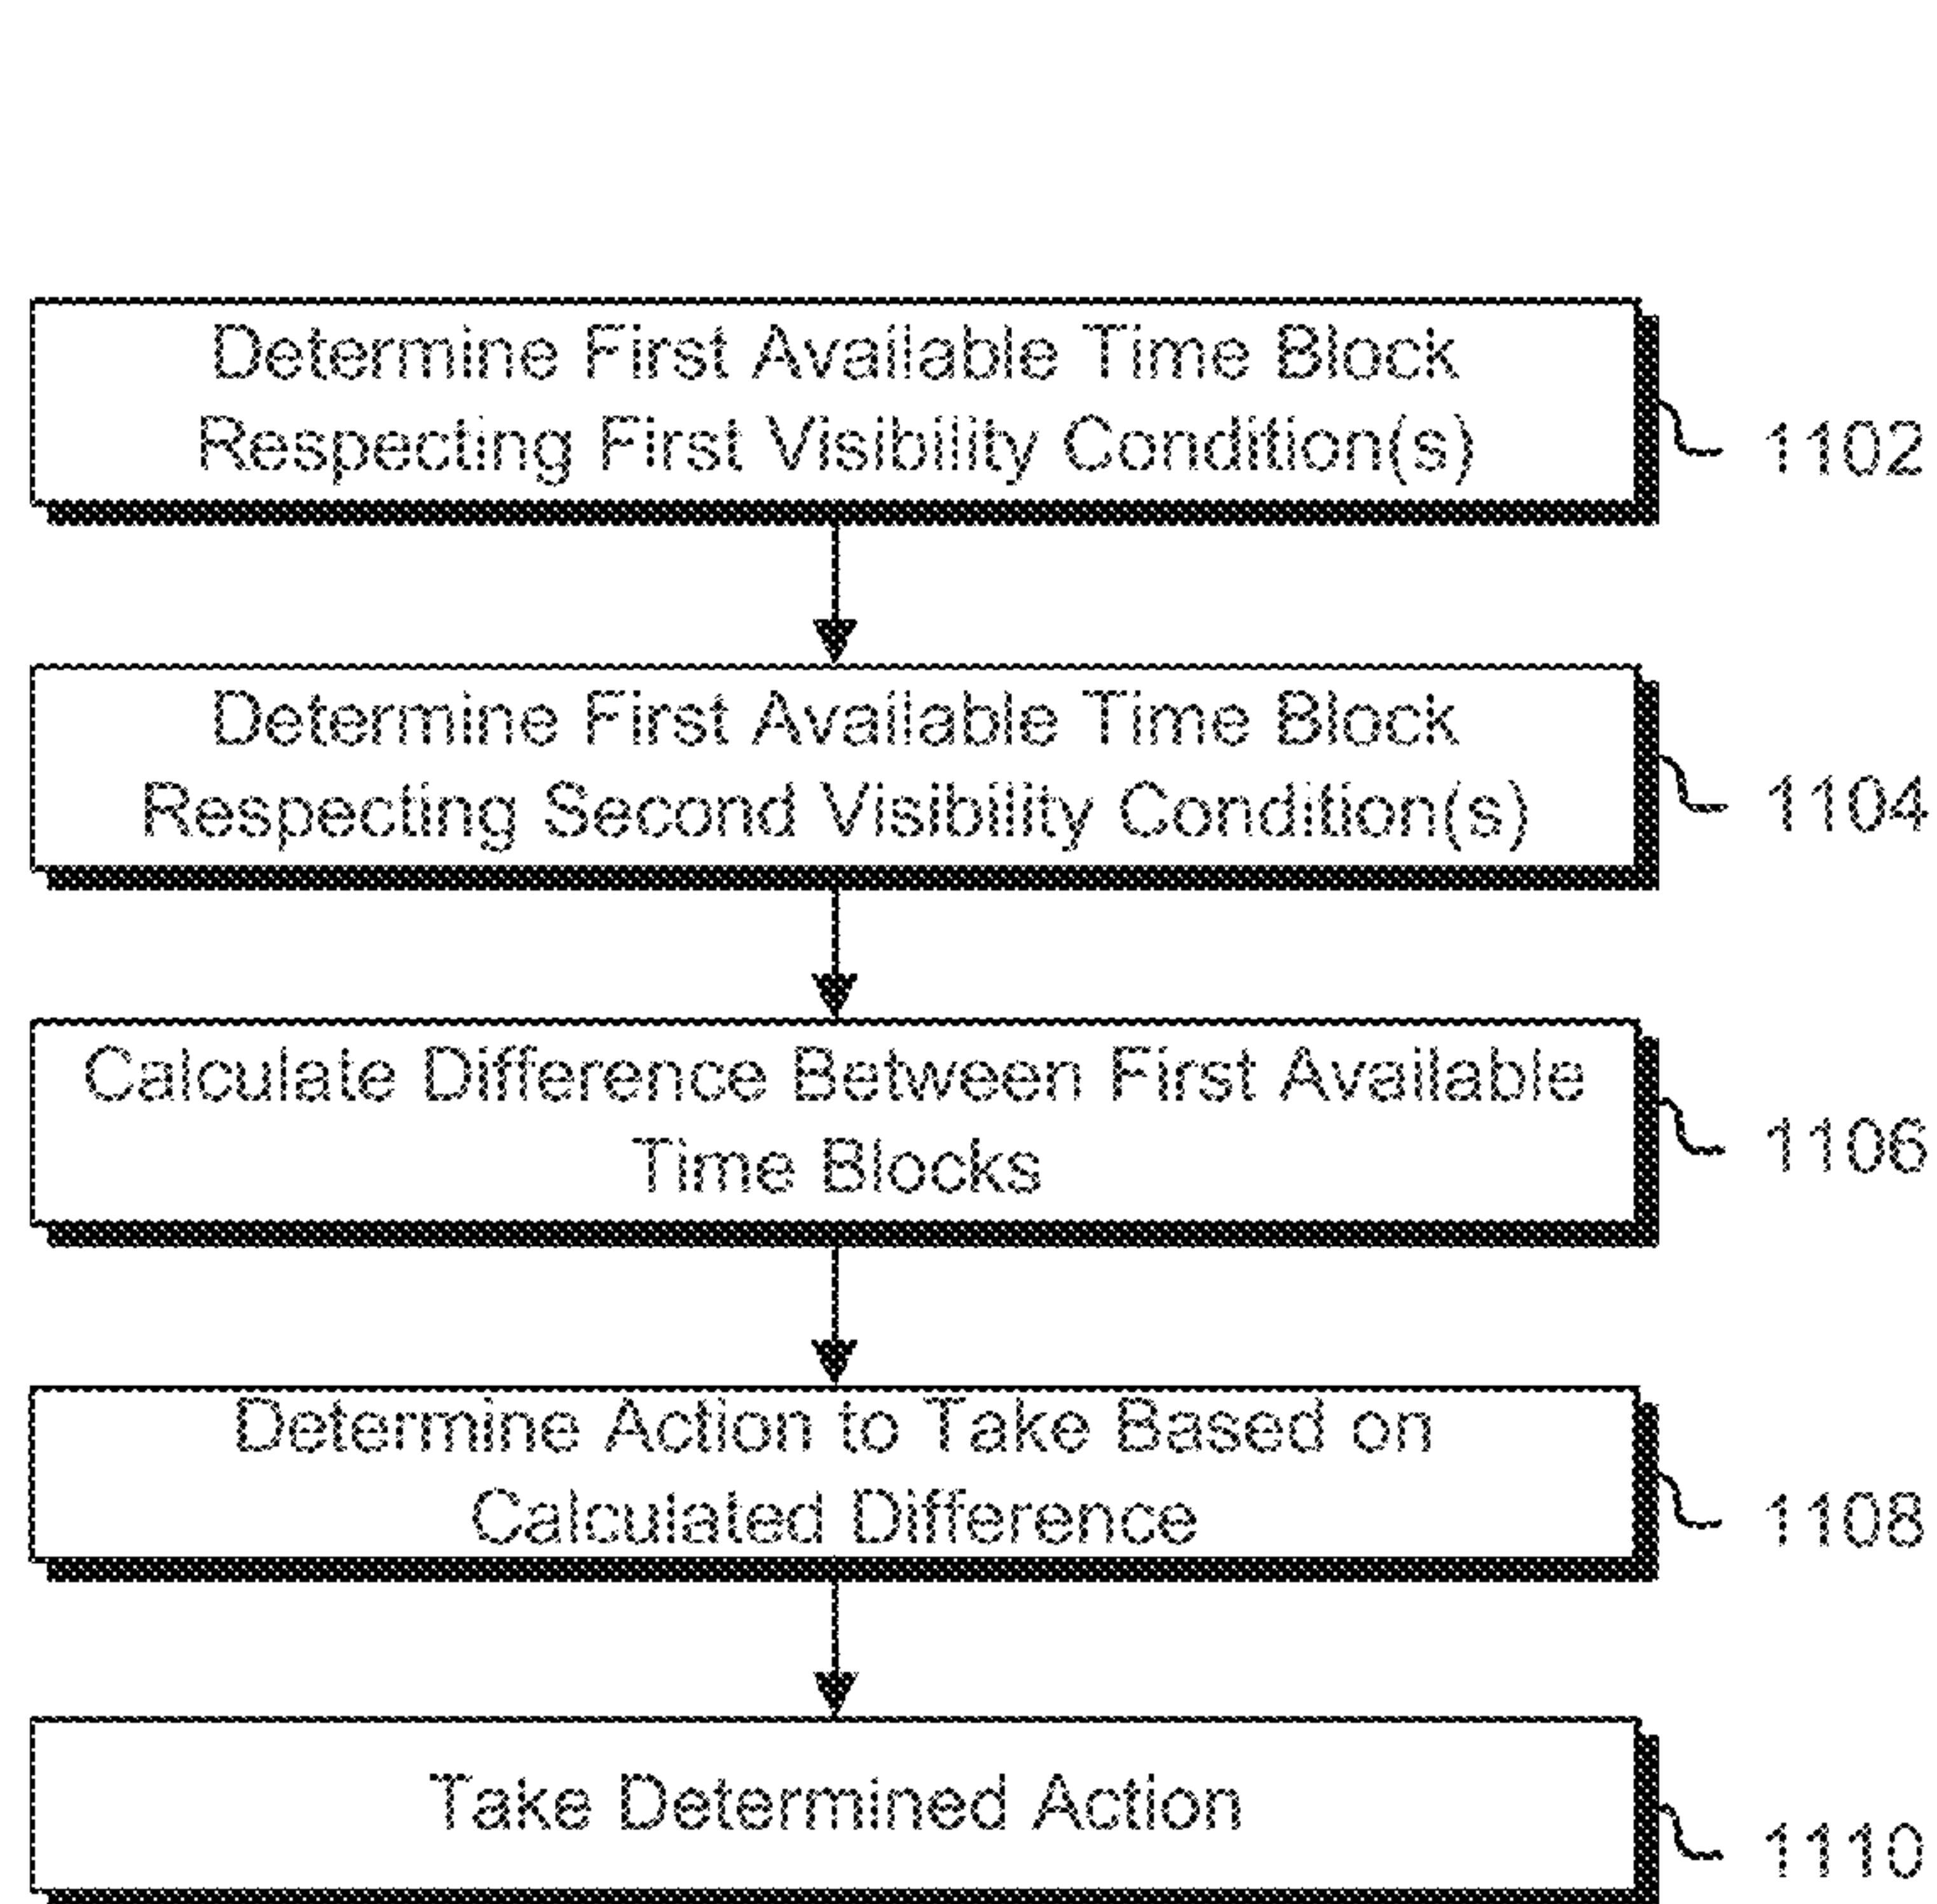 Determine First Available Time Block
Respecting First Visibility Condition(s)
1102
Determine First Available Time Block
Respecting Second Visibility Condition(s)
1104
Calculate Difference Between First Available
Time Blocks
1106
Determine Action to Take Based on
Calculated Difference
1108
Take Determined Action
1110